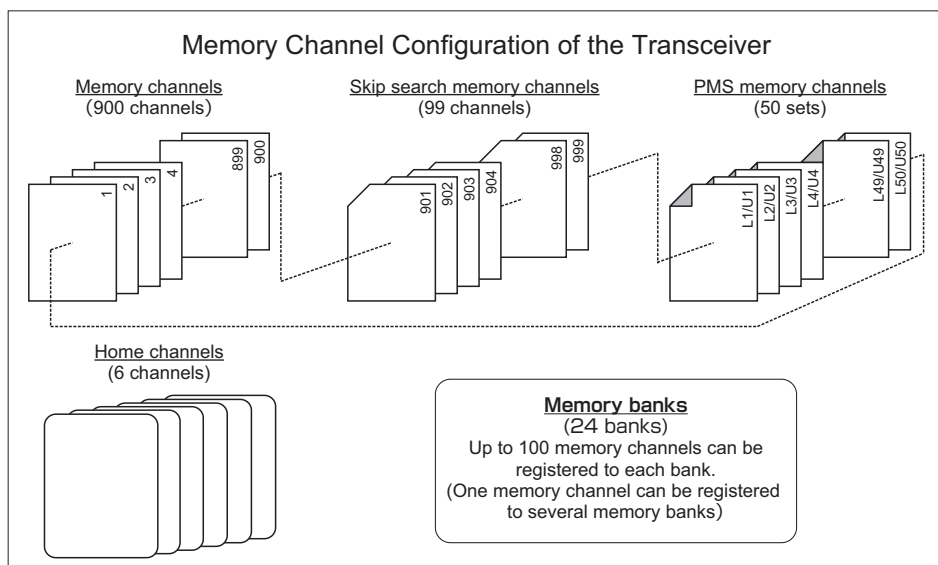 Memory Channel Configuration of the Transceiver
Memory channels
(900 channels)
Skip search memory channels
(99 channels)
PMS memory channels
(50 sets)
1
2
3
4
899
900
901
902
903
904
998
999
L1/U1
L2/U2
L3/U3
L4/U4
L49/U49
L50/U50
Home channels
(6 channels)
Memory banks
(24 banks)
Up to 100 memory channels can be
registered to each bank.
(One memory channel can be registered
to several memory banks)